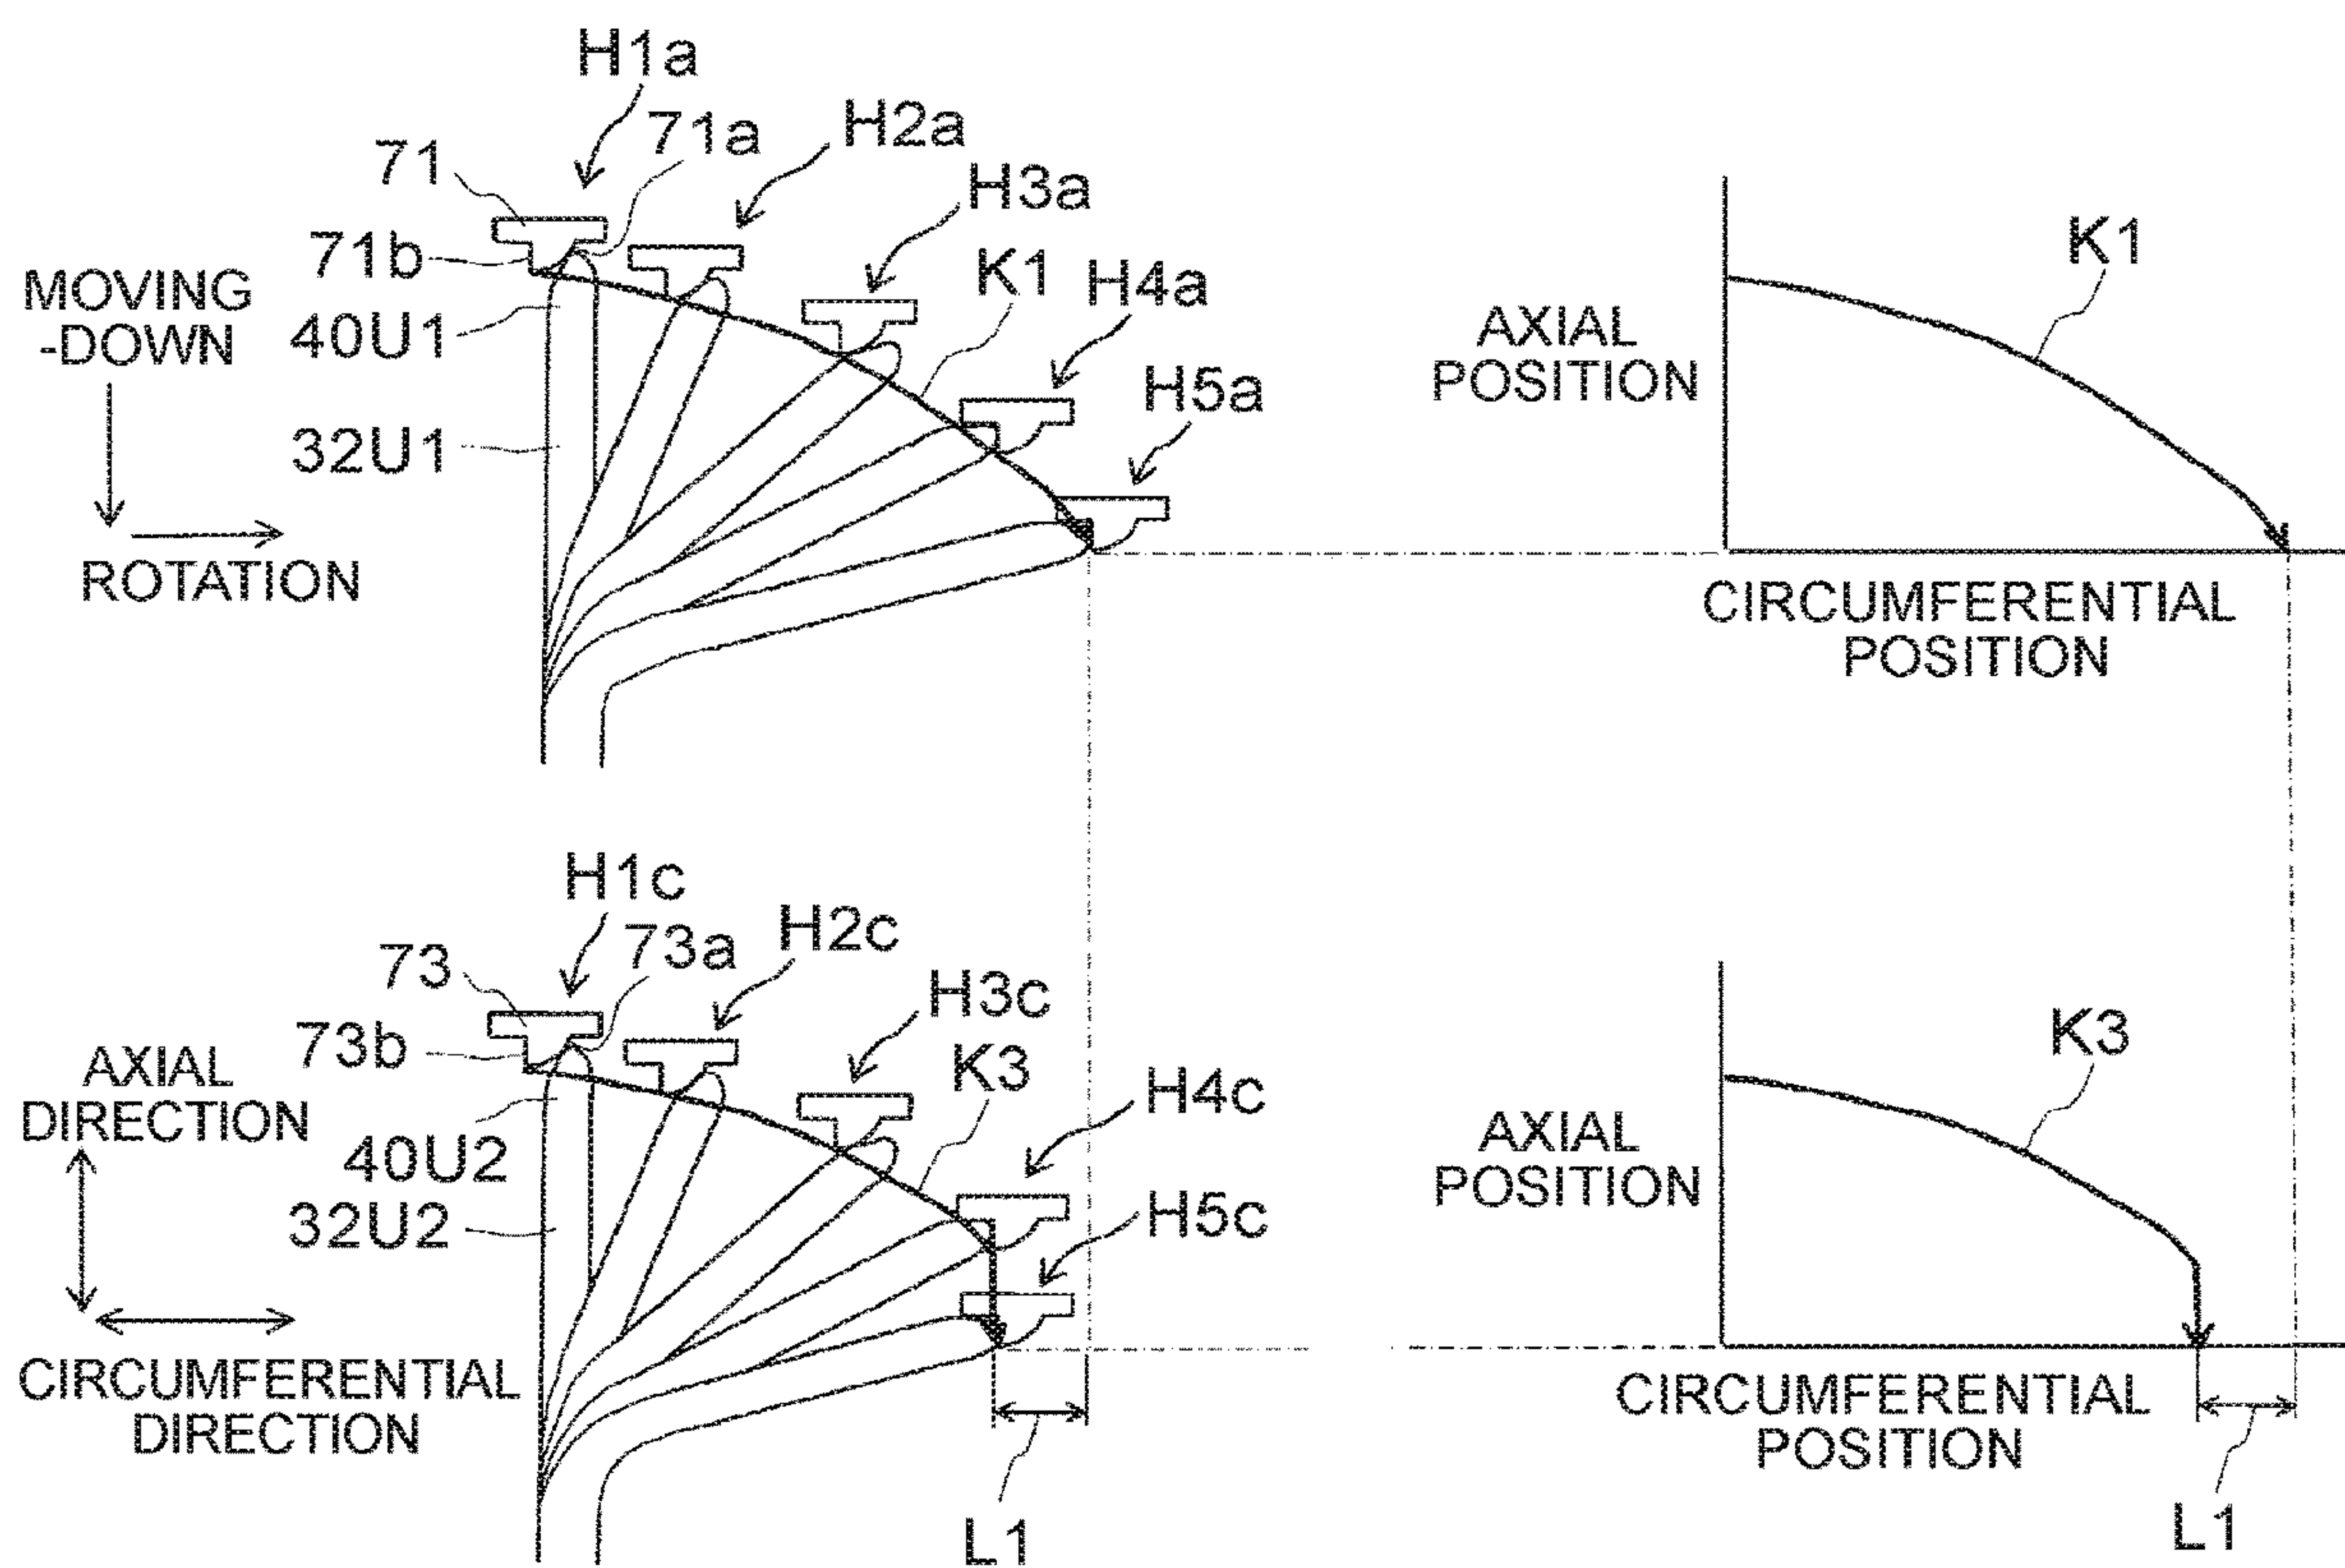 H1a
71a
H2a
71
H3a
71b
K1
H4a
MOVING
-DOWN
40U1
H5a
32U1
ROTATION
K1
AXIAL
POSITION
CIRCUMFERENTIAL
POSITION
H1c
73a
H2c
73
H3c
73b
K3
H4c
AXIAL
DIRECTION
40U2
H5c
32U2
CIRCUMFERENTIAL
DIRECTION
L1
K3
AXIAL
POSITION
CIRCUMFERENTIAL
POSITION
L1